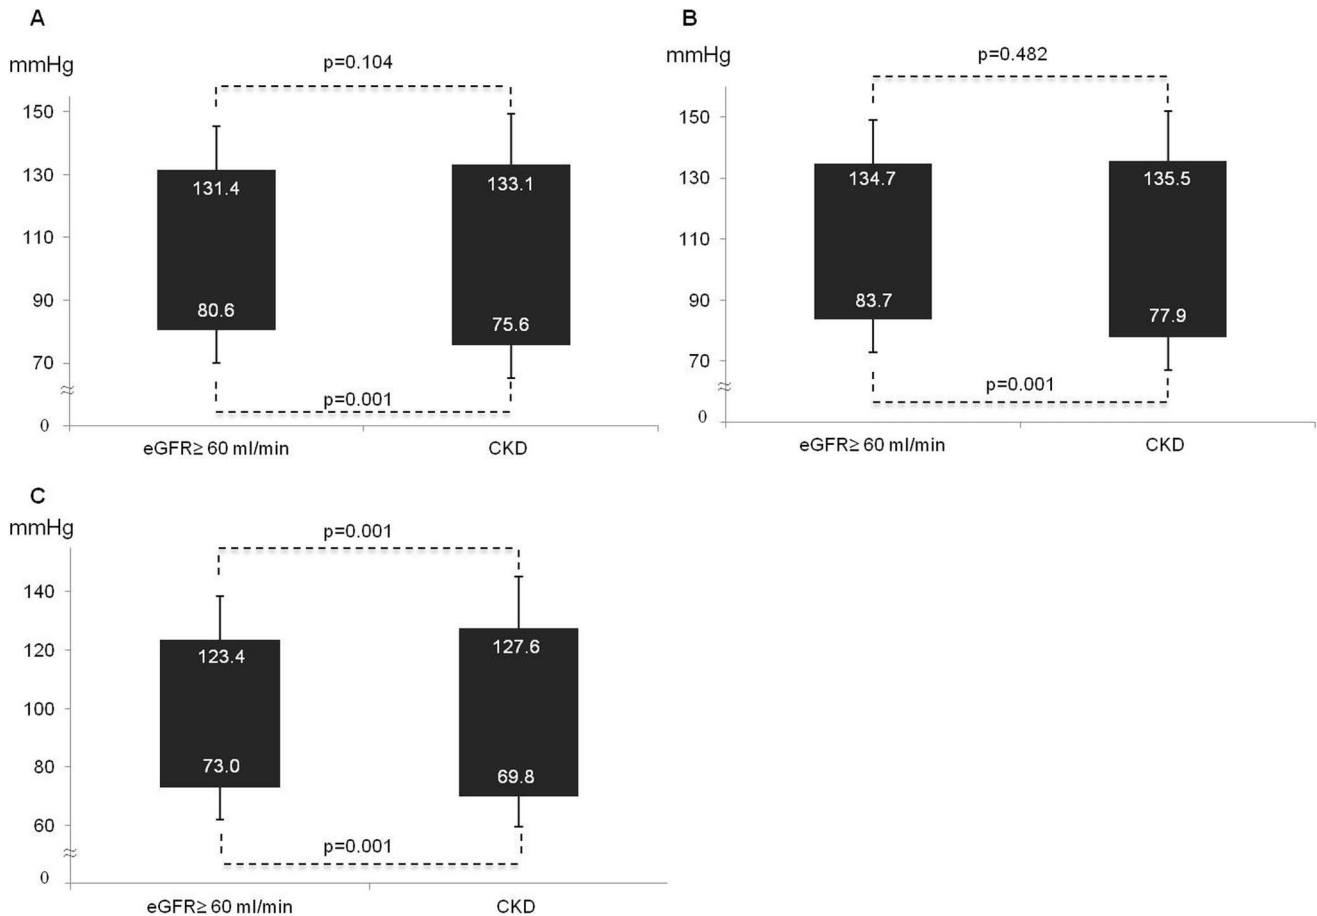 A
mmHg
p=0.104
150
130
110
90
70
0
131.4
80.6
133.1
75.6
p=0.001
eGFR≥ 60 ml/min
CKD
B
mmHg
p=0.482
150
130
110
90
70
0
134.7
83.7
135.5
77.9
p=0.001
eGFR≥ 60 ml/min
CKD
C
mmHg
p=0.001
140
120
100
80
60
0
123.4
73.0
127.6
69.8
p=0.001
eGFR≥ 60 ml/min
CKD